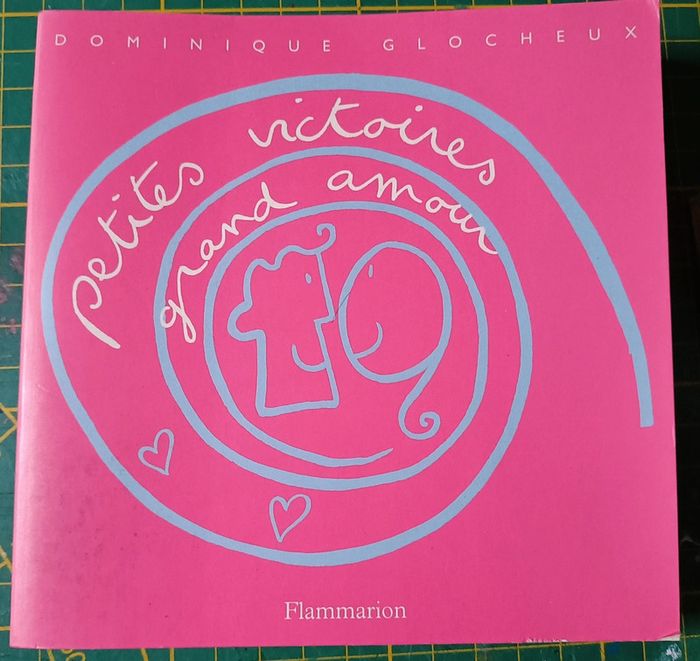 DOMINIQUE GLOCHEUX
petites victoires
grand amour
Flammarion